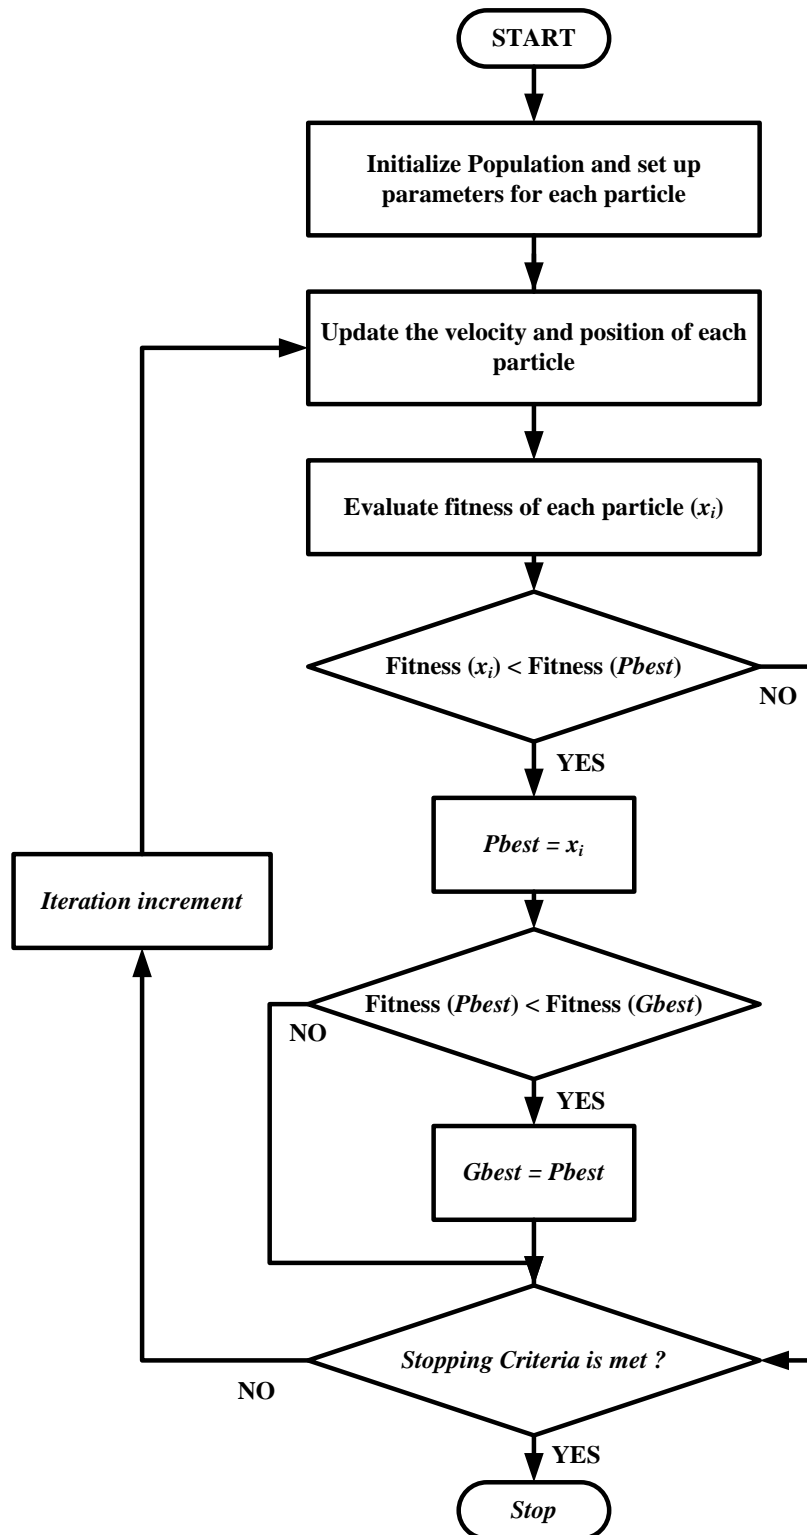 START
Initialize Population and set up
parameters for each particle
Update the velocity and position of each
particle
Evaluate fitness of each particle (xᵢ)
Fitness (xᵢ) < Fitness (Pbest)
NO
YES
Pbest = xᵢ
Iteration increment
Fitness (Pbest) < Fitness (Gbest)
NO
YES
Gbest = Pbest
Stopping Criteria is met ?
NO
YES
Stop